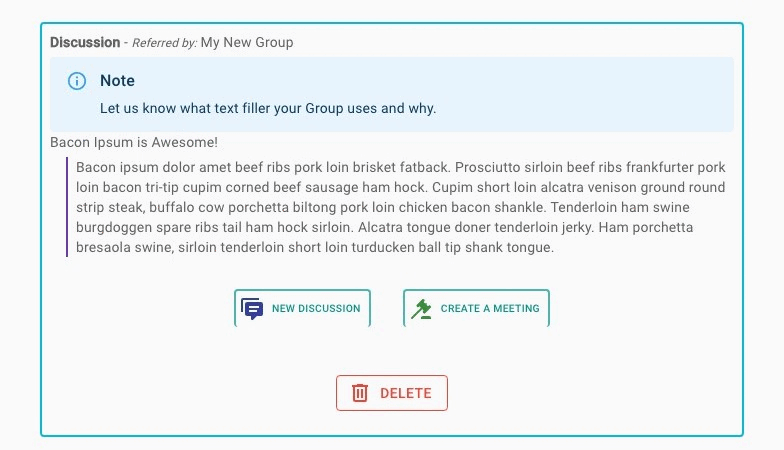 Discussion - Referred by: My New Group
Note
Let us know what text filler your Group uses and why.
Bacon Ipsum is Awesome!
Bacon ipsum dolor amet beef ribs pork loin brisket fatback. Prosciutto sirloin beef ribs frankfurter pork
loin bacon tri-tip cupim corned beef sausage ham hock. Cupim short loin alcatra venison ground round
strip steak, buffalo cow porchetta biltong pork loin chicken bacon shankle. Tenderloin ham swine
burgdoggen spare ribs tail ham hock sirloin. Alcatra tongue doner tenderloin jerky. Ham porchetta
bresaola swine, sirloin tenderloin short loin turducken ball tip shank tongue.
NEW DISCUSSION
CREATE A MEETING
DELETE